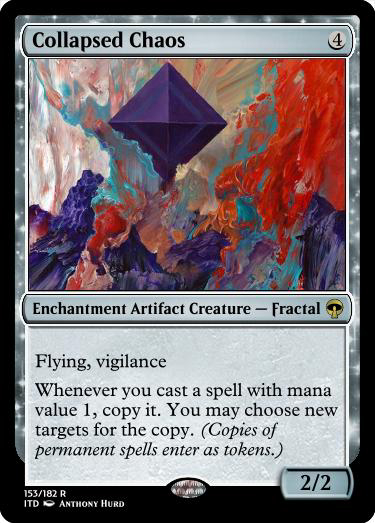 Collapsed Chaos 4
Enchantment Artifact Creature — Fractal
Flying, vigilance
Whenever you cast a spell with mana
value 1, copy it. You may choose new
targets for the copy. (Copies of
permanent spells enter as tokens.)
2/2
153/182 R
ITD Anthony Hurd